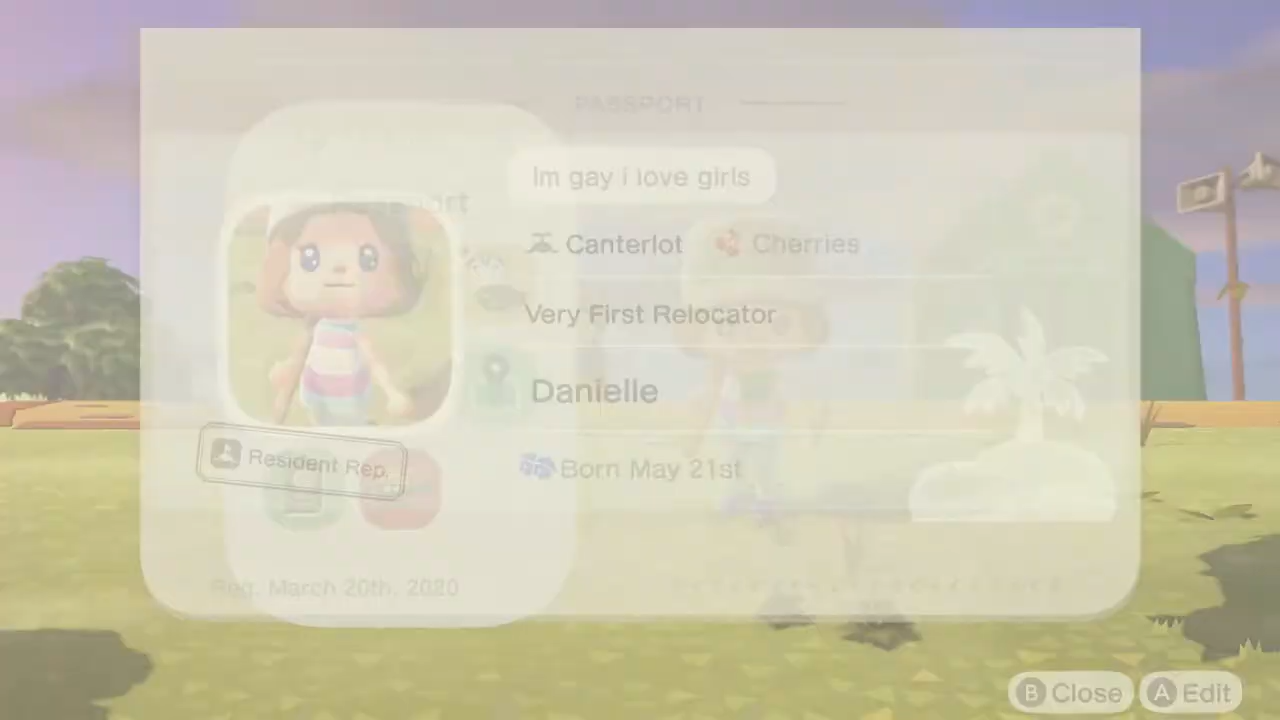 PASSPORT
Im gay i love girls
Canterlot Cherries
Very First Relocator
Danielle
Resident Rep.
Born May 21st
Reg. March 20th, 2020
B Close A Edit